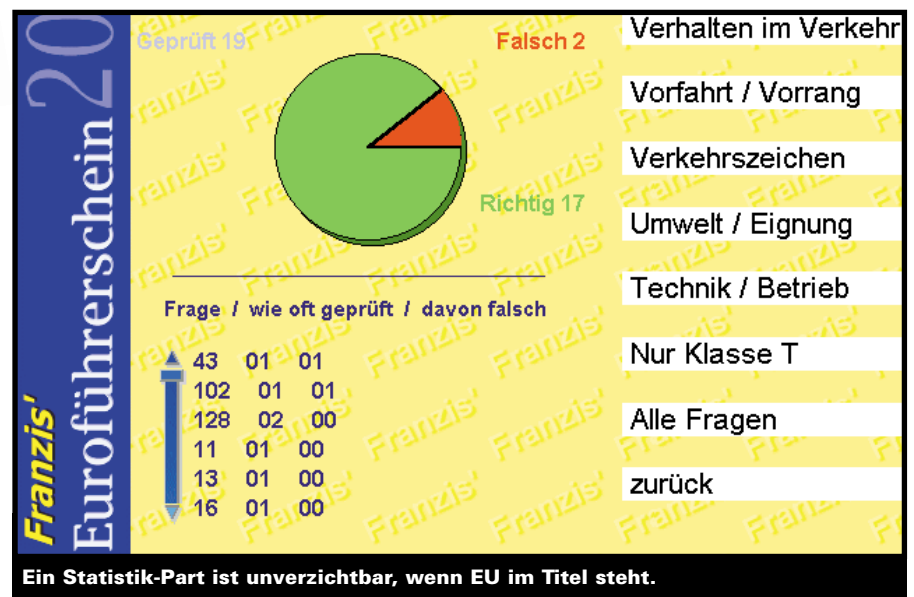 Franzis'
Euroführerschein 20
Geprüft 19
Falsch 2
Richtig 17
Frage / wie oft geprüft / davon falsch
43 01 01
102 01 01
128 02 00
11 01 00
13 01 00
16 01 00
Verhalten im Verkehr
Vorfahrt / Vorrang
Verkehrszeichen
Umwelt / Eignung
Technik / Betrieb
Nur Klasse T
Alle Fragen
zurück
Ein Statistik-Part ist unverzichtbar, wenn EU im Titel steht.